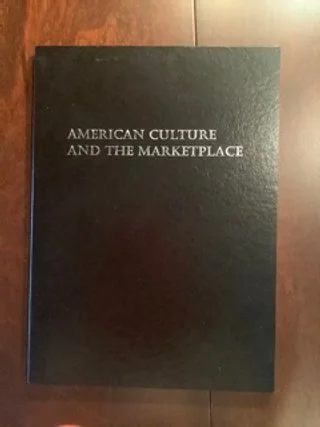 AMERICAN CULTURE
AND THE MARKETPLACE